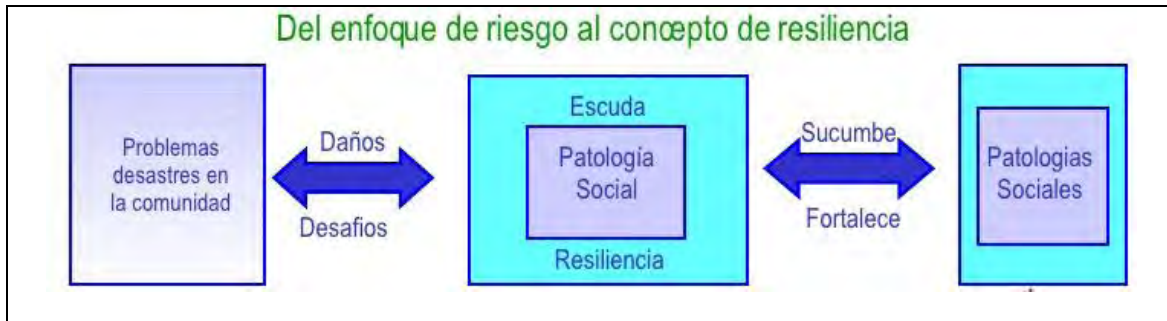 Del enfoque de riesgo al concepto de resiliencia
Problemas
desastres en
la comunidad
Daños
Desafios
Escuda
Patología
Social
Resiliencia
Sucumbe
Fortalece
Patologias
Sociales